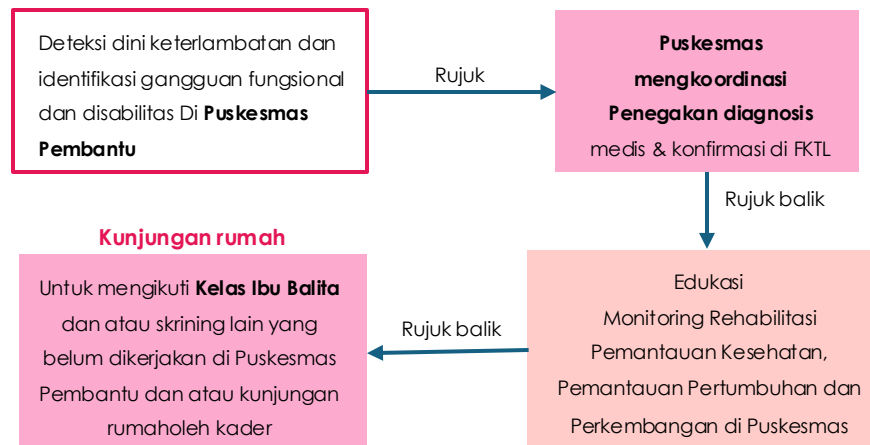 Deteksi dini keterlambatan dan
identifikasi gangguan fungsional
dan disabilitas Di Puskesmas
Pembantu
Rujuk
Puskesmas
mengkoordinasi
Penegakan diagnosis
medis & konfirmasi di FKTL
Rujuk balik
Edukasi
Monitoring Rehabilitasi
Pemantauan Kesehatan,
Pemantauan Pertumbuhan dan
Perkembangan di Puskesmas
Rujuk balik
Kunjungan rumah
Untuk mengikuti Kelas Ibu Balita
dan atau skrining lain yang
belum dikerjakan di Puskesmas
Pembantu dan atau kunjungan
rumaholeh kader